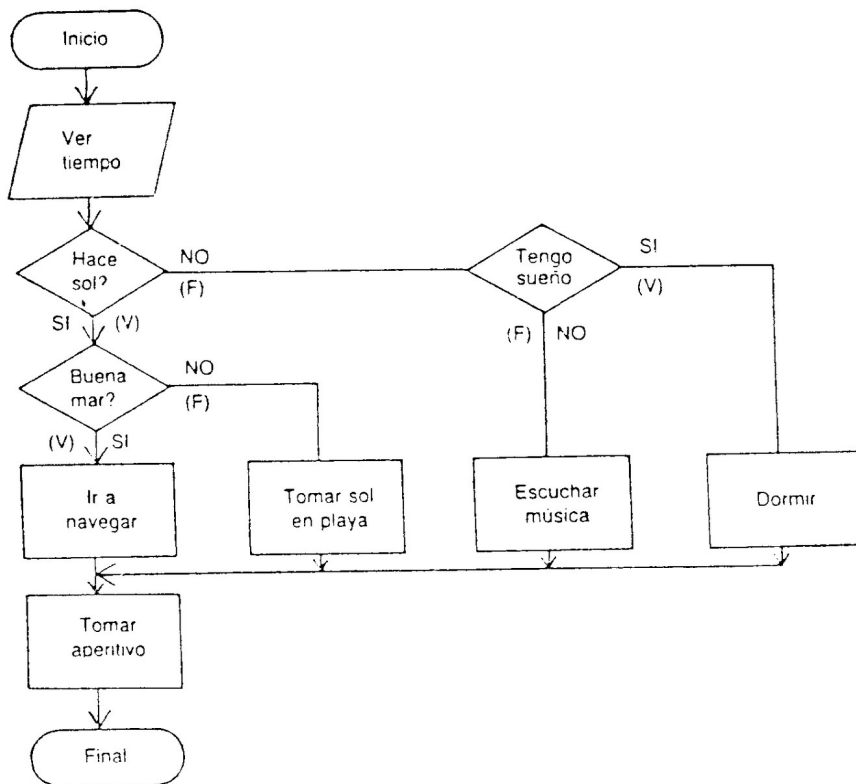 Inicio
Ver
tiempo
Hace
sol?
NO
(F)
SI (V)
Tengo
sueño
SI
(V)
(F) NO
Buena
mar?
NO
(F)
(V) SI
Ir a
navegar
Tomar sol
en playa
Escuchar
música
Dormir
Tomar
aperitivo
Final